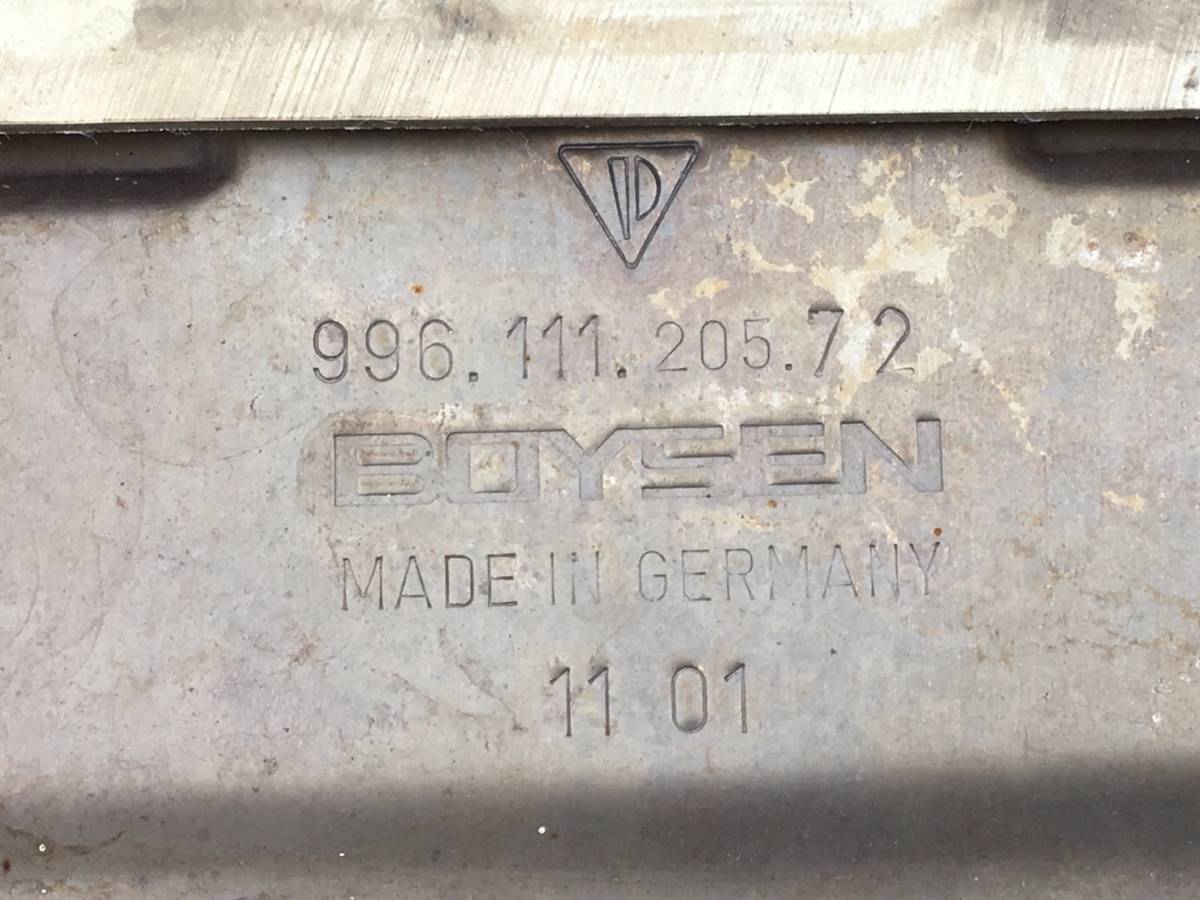 996.111.205.72
BOYSEN
MADE IN GERMANY
11 01